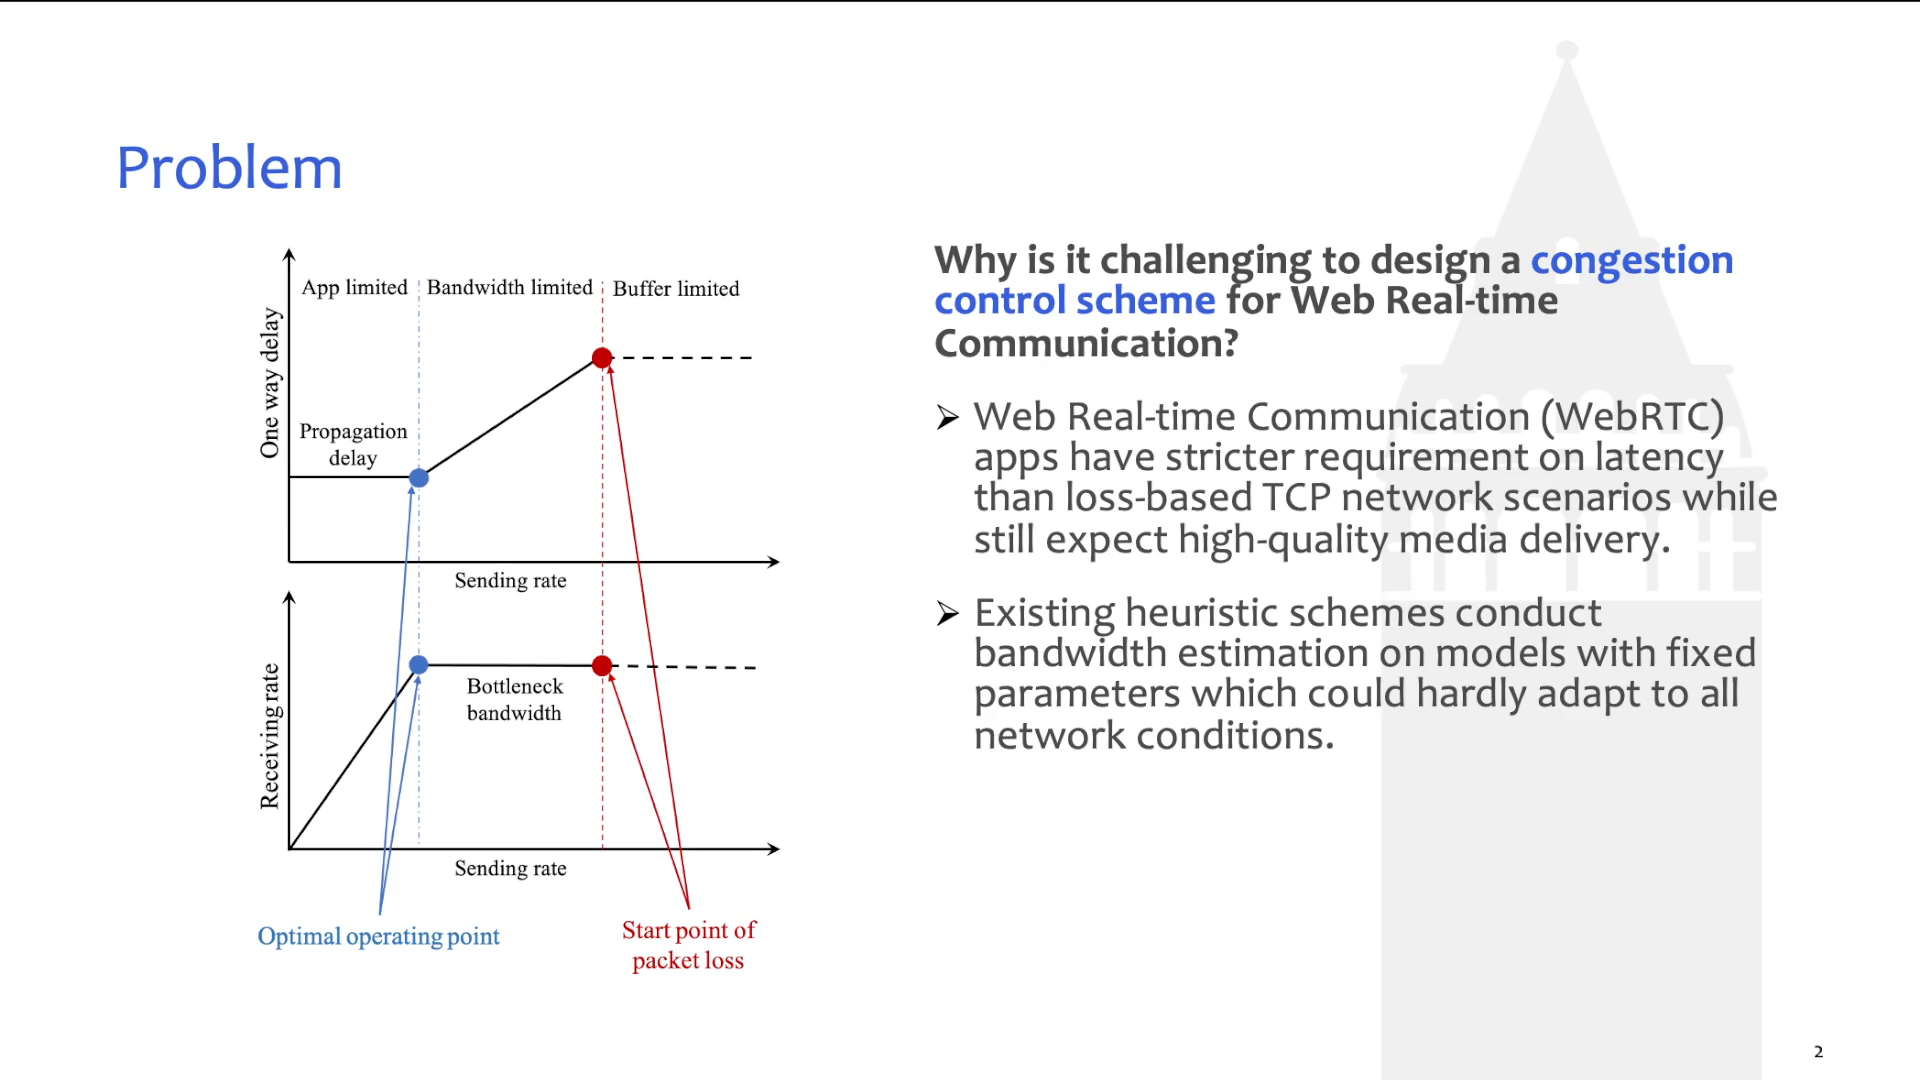 Problem
App limited
Bandwidth limited
Buffer limited
One way delay
Propagation
delay
Sending rate
Receiving rate
Bottleneck
bandwidth
Sending rate
Optimal operating point
Start point of
packet loss
Why is it challenging to design a congestion
control scheme for Web Real-time
Communication?
➢ Web Real-time Communication (WebRTC)
apps have stricter requirement on latency
than loss-based TCP network scenarios while
still expect high-quality media delivery.
➢ Existing heuristic schemes conduct
bandwidth estimation on models with fixed
parameters which could hardly adapt to all
network conditions.
2